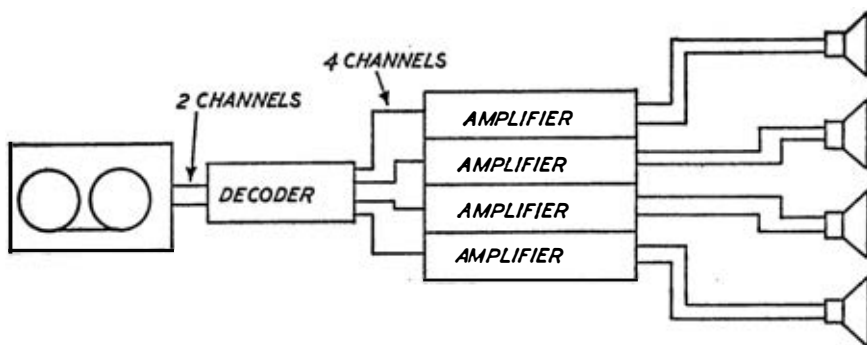 4 CHANNELS
2 CHANNELS
AMPLIFIER
AMPLIFIER
DECODER
AMPLIFIER
AMPLIFIER